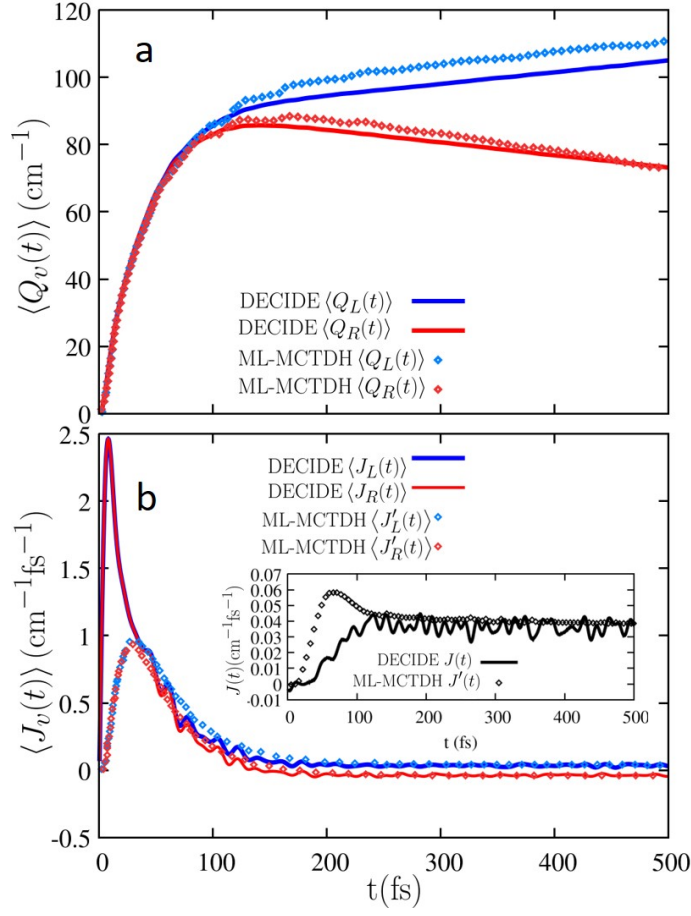 120
a
100
80
60
40
20
0
⟨Q_v(t)⟩ (cm⁻¹)
DECIDE ⟨Q_L(t)⟩
DECIDE ⟨Q_R(t)⟩
ML-MCTDH ⟨Q_L(t)⟩
ML-MCTDH ⟨Q_R(t)⟩
2.5
b
2
1.5
1
0.5
0
-0.5
⟨J_v(t)⟩ (cm⁻¹fs⁻¹)
DECIDE ⟨J_L(t)⟩
DECIDE ⟨J_R(t)⟩
ML-MCTDH ⟨J′_L(t)⟩
ML-MCTDH ⟨J′_R(t)⟩
0.07
0.06
0.05
0.04
0.03
0.02
0.01
0
-0.01
J(t)(cm⁻¹fs⁻¹)
DECIDE J(t)
ML-MCTDH J′(t)
0 100 200 300 400 500
t (fs)
0 100 200 300 400 500
t(fs)